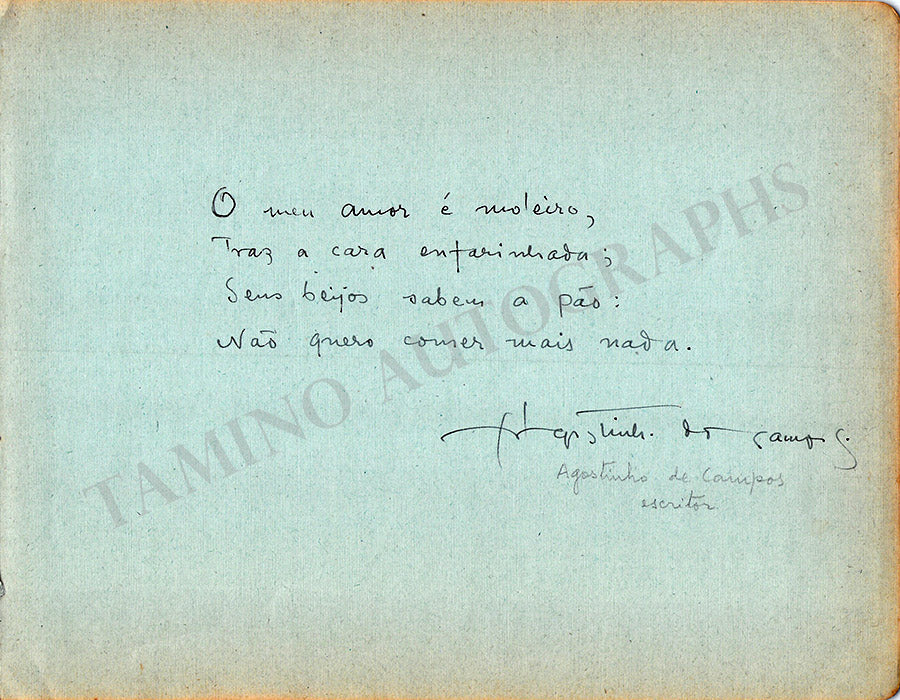 O meu amor é moleiro,
Traz a cara enfarinhada;
Seus beijos sabem a pão:
Não quero comer mais nada.
Agostinho de Campos
Agostinho de Campos
escritor
TAMINO AUTOGRAPHS